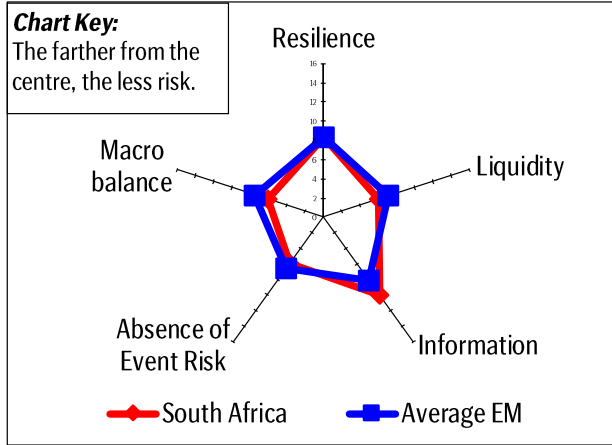 Chart Key:
The farther from the
centre, the less risk.
Resilience
16
14
12
10
8
6
4
2
0
Macro
balance
Liquidity
Absence of
Event Risk
Information
South Africa
Average EM